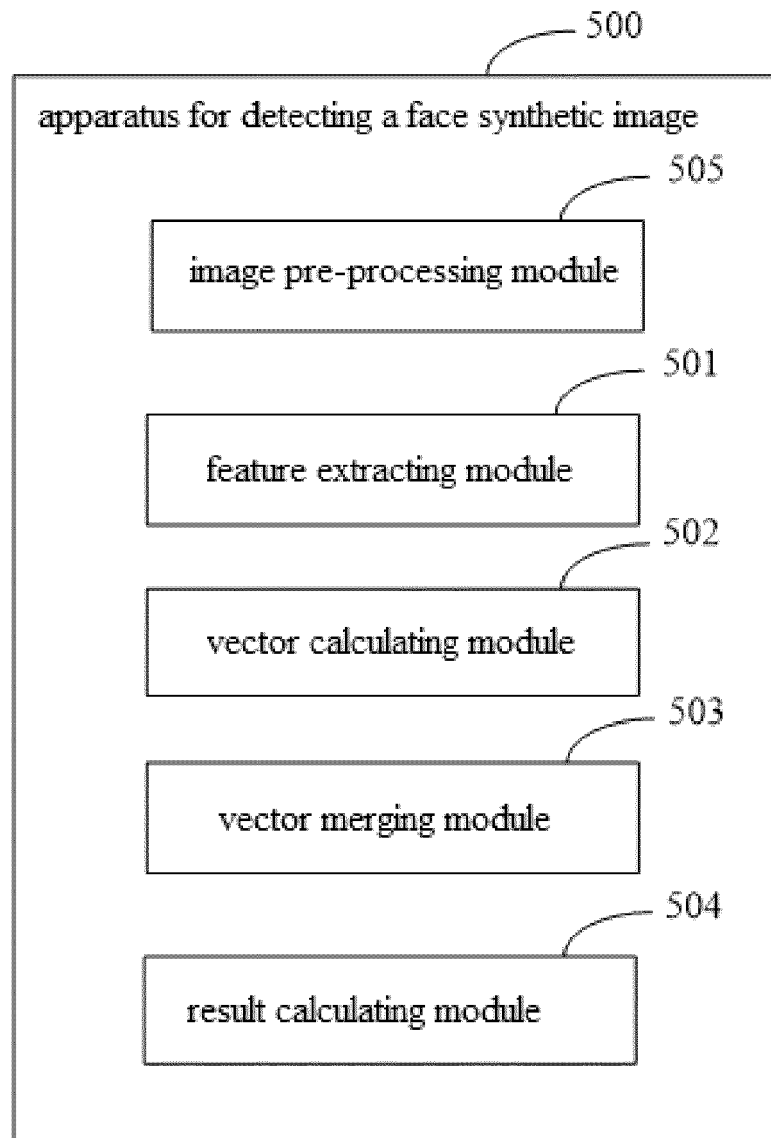 500
apparatus for detecting a face synthetic image
505
image pre-processing module
501
feature extracting module
502
vector calculating module
503
vector merging module
504
result calculating module